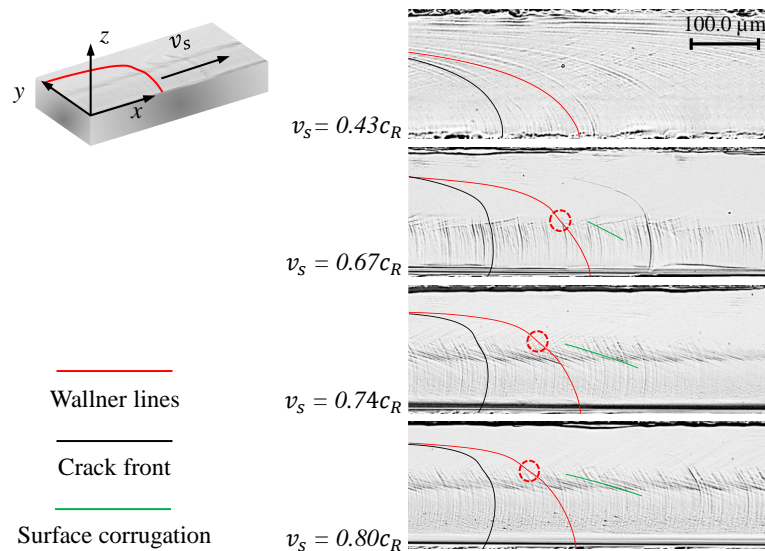 z
v_s
y
x
100.0 μm
v_s = 0.43c_R
v_s = 0.67c_R
v_s = 0.74c_R
v_s = 0.80c_R
Wallner lines
Crack front
Surface corrugation